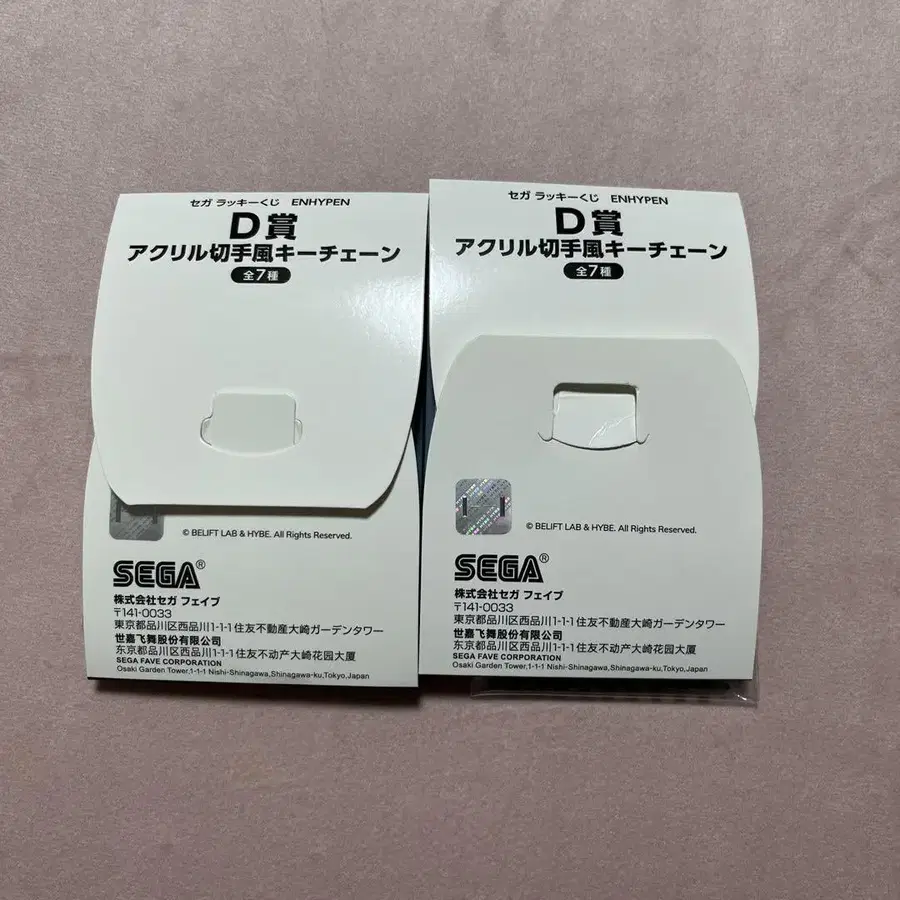 セガ ラッキーくじ ENHYPEN
D賞
アクリル切手風キーチェーン
全7種
© BELIFT LAB & HYBE. All Rights Reserved.
SEGA®
株式会社セガ フェイブ
〒141-0033
東京都品川区西品川1-1-1住友不動産大崎ガーデンタワー
世嘉飞舞股份有限公司
东京都品川区西品川1-1-1住友不动产大崎花园大厦
SEGA FAVE CORPORATION
Osaki Garden Tower,1-1-1 Nishi-Shinagawa,Shinagawa-ku,Tokyo,Japan
セガ ラッキーくじ ENHYPEN
D賞
アクリル切手風キーチェーン
全7種
© BELIFT LAB & HYBE. All Rights Reserved.
SEGA®
株式会社セガ フェイブ
〒141-0033
東京都品川区西品川1-1-1住友不動産大崎ガーデンタワー
世嘉飞舞股份有限公司
东京都品川区西品川1-1-1住友不动产大崎花园大厦
SEGA FAVE CORPORATION
Osaki Garden Tower,1-1-1 Nishi-Shinagawa,Shinagawa-ku,Tokyo,Japan